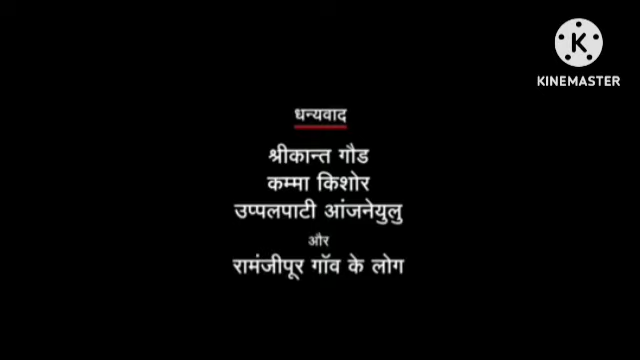 KINEMASTER
धन्यवाद
श्रीकान्त गौड
कम्मा किशोर
उप्पलपाटी आंजनेयुलु
और
रामंजीपूर गॉव के लोग